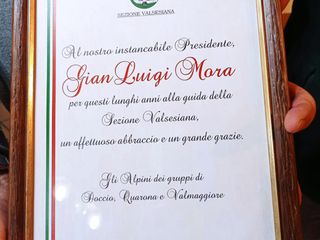 SEZIONE VALSESIANA
Al nostro instancabile Presidente,
Gian Luigi Mora
per questi lunghi anni alla guida della
Sezione Valsesiana,
un affettuoso abbraccio e un grande grazie.
Gli Alpini dei gruppi di
Doccio, Quarona e Valmaggiore